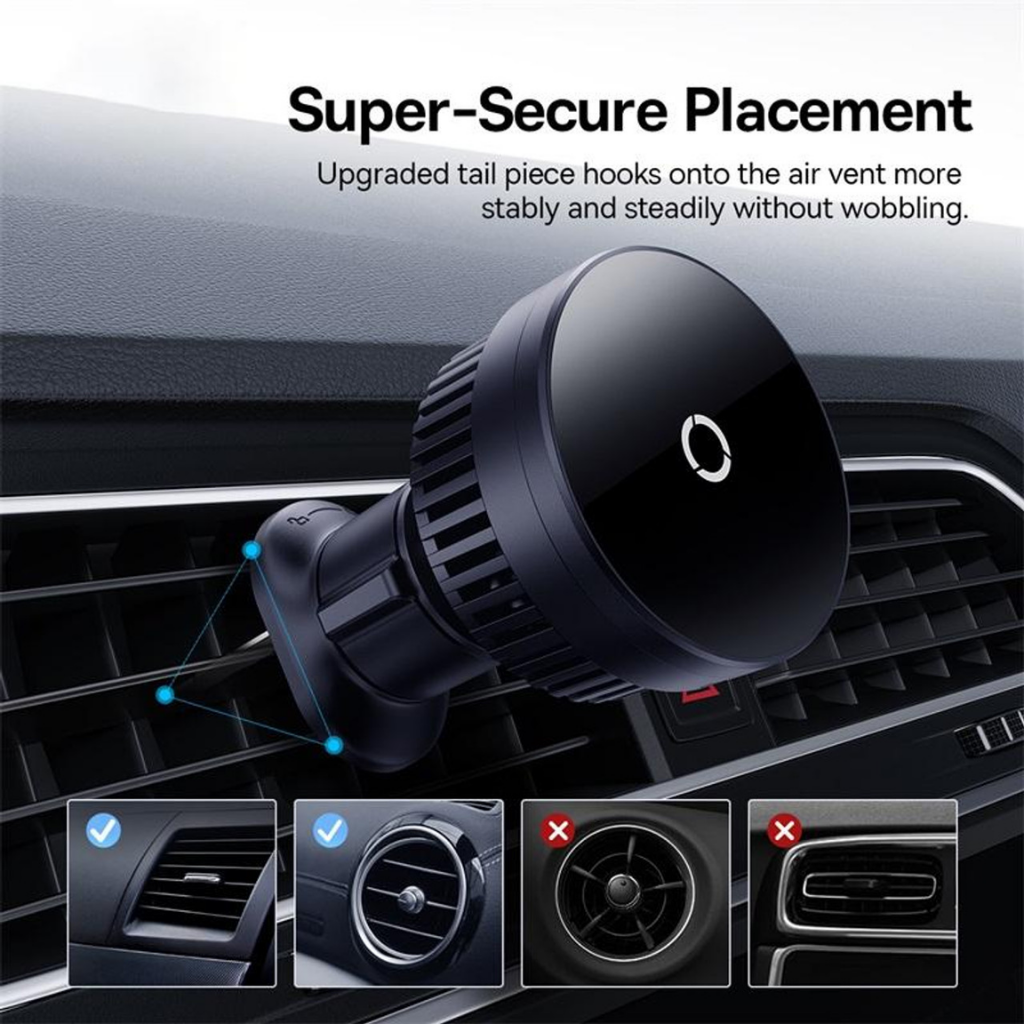 Super-Secure Placement
Upgraded tail piece hooks onto the air vent more
stably and steadily without wobbling.